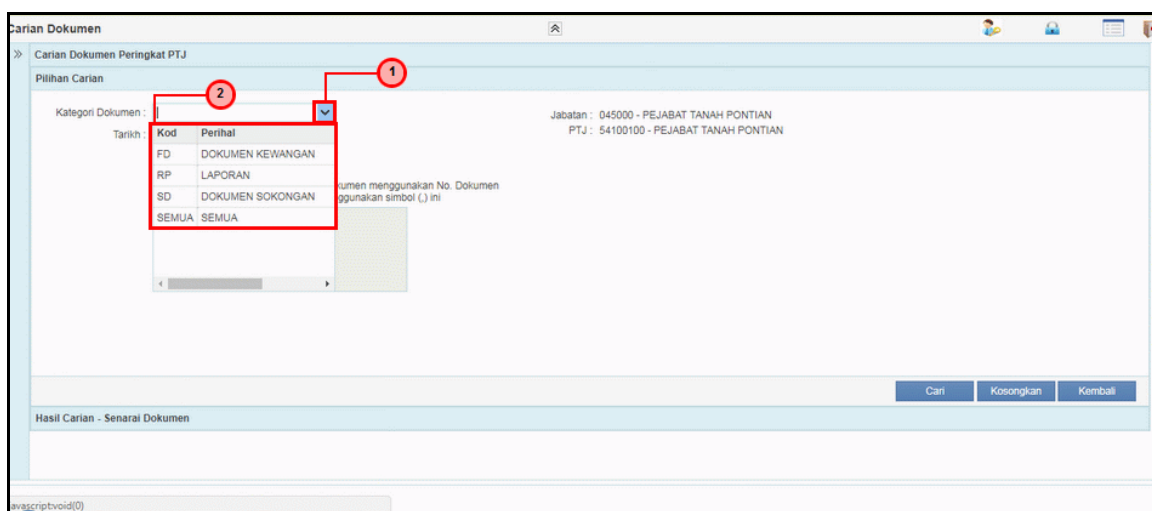 Carian Dokumen
Carian Dokumen Peringkat PTJ
Pilihan Carian
1
2
Kategori Dokumen :
Jabatan : 045000 - PEJABAT TANAH PONTIAN
Tarikh :
PTJ : 54100100 - PEJABAT TANAH PONTIAN
Kod Perihal
FD DOKUMEN KEWANGAN
RP LAPORAN
SD DOKUMEN SOKONGAN
SEMUA SEMUA
menggunakan No. Dokumen
simbol (,) ini
Cari Kosongkan Kembali
Hasil Carian - Senarai Dokumen
avascript:void(0)